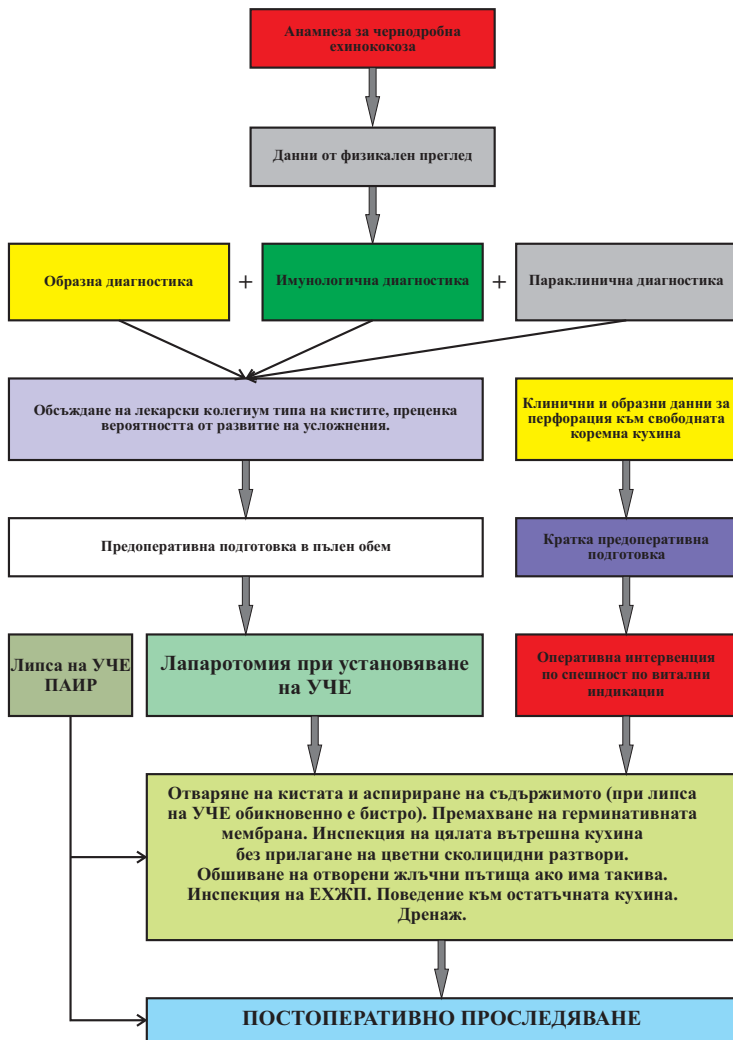 Анамнеза за чернодробна
ехинококоза
Данни от физикален преглед
Образна диагностика
+
Имунологична диагностика
+
Параклинична диагностика
Обсъждане на лекарски колегиум типа на кистите, преценка
вероятността от развитие на усложнения.
Клинични и образни данни за
перфорация към свободната
коремна кухина
Предоперативна подготовка в пълен обем
Кратка предоперативна
подготовка
Липса на УЧЕ
ПАИР
Лапаротомия при установяване
на УЧЕ
Оперативна интервенция
по спешност по витални
индикации
Отваряне на кистата и аспириране на съдържимото (при липса
на УЧЕ обикновенно е бистро). Премахване на герминативната
мембрана. Инспекция на цялата вътрешна кухина
без прилагане на цветни сколицидни разтвори.
Обшиване на отворени жлъчни пътища ако има такива.
Инспекция на ЕХЖП. Поведение към остатъчната кухина.
Дренаж.
ПОСТОПЕРАТИВНО ПРОСЛЕДЯВАНЕ